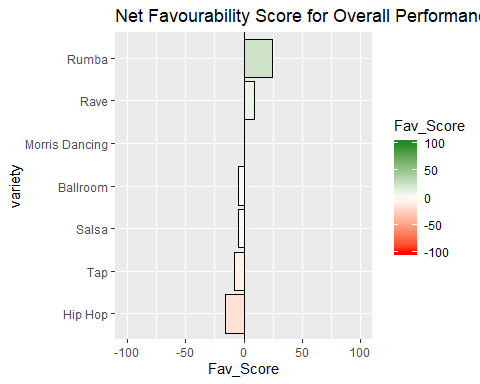 Net Favourability Score for Overall Performanc
Rumba
Rave
Morris Dancing
Ballroom
Salsa
Tap
Hip Hop
variety
-100
-50
0
50
100
Fav_Score
Fav_Score
100
50
0
-50
-100